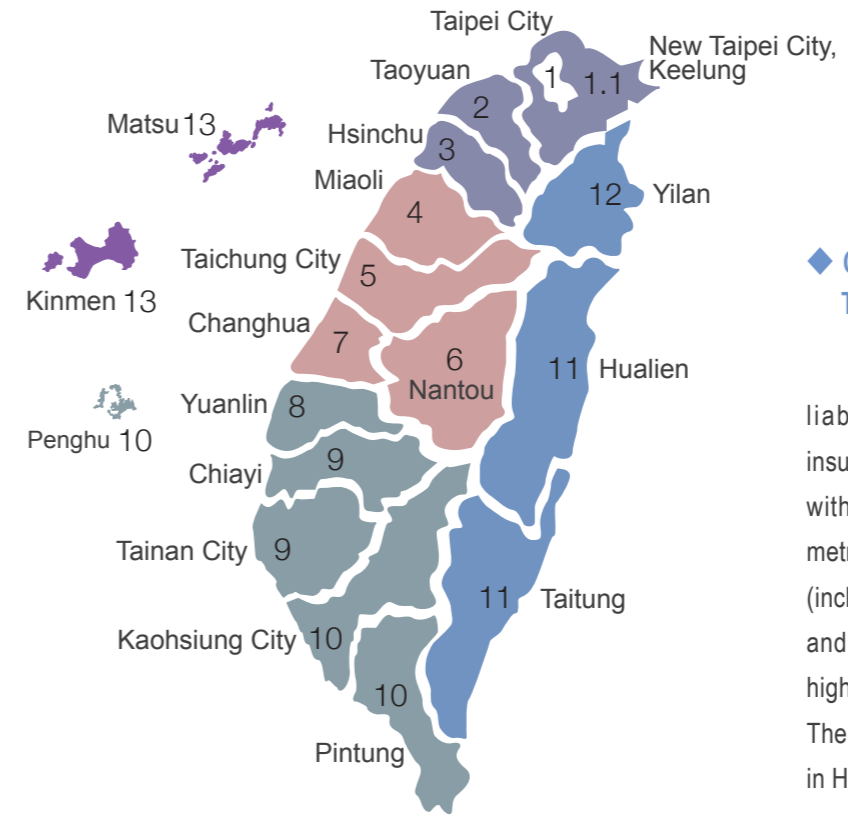 Taipei City
New Taipei City,
Keelung
1
1.1
Taoyuan
2
Matsu 13
Hsinchu
3
Miaoli
4
12
Yilan
Taichung City
5
Kinmen 13
Changhua
7
6
Nantou
11
Hualien
Yuanlin
8
Penghu 10
Chiayi
9
Tainan City
9
11
Taitung
Kaohsiung City 10
10
Pintung
◆
liab
insu
with
metr
(incl
and
high
The
in H